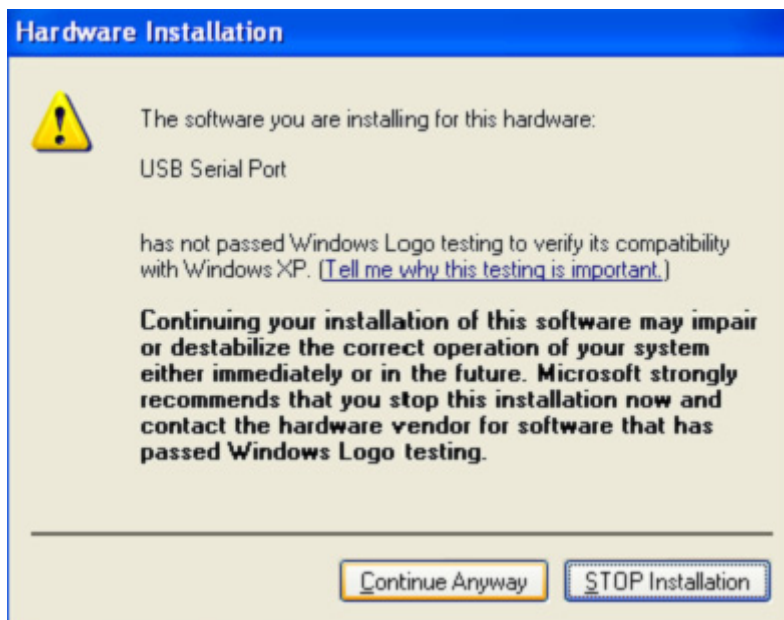 Hardware Installation
The software you are installing for this hardware:
USB Serial Port
has not passed Windows Logo testing to verify its compatibility
with Windows XP. (Tell me why this testing is important.)
Continuing your installation of this software may impair
or destabilize the correct operation of your system
either immediately or in the future. Microsoft strongly
recommends that you stop this installation now and
contact the hardware vendor for software that has
passed Windows Logo testing.
Continue Anyway
STOP Installation